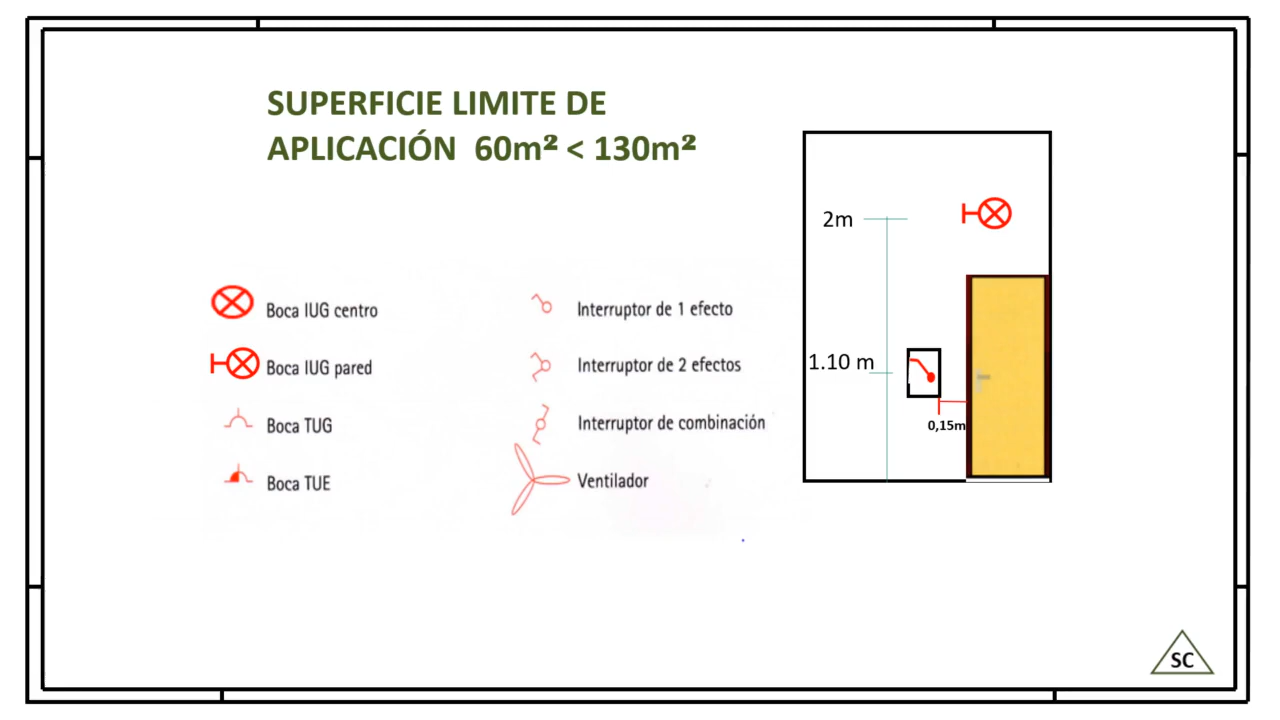 SUPERFICIE LIMITE DE
APLICACIÓN  60m² < 130m²
Boca IUG centro
Boca IUG pared
Boca TUG
Boca TUE
Interruptor de 1 efecto
Interruptor de 2 efectos
Interruptor de combinación
Ventilador
2m
1.10 m
0,15m
SC